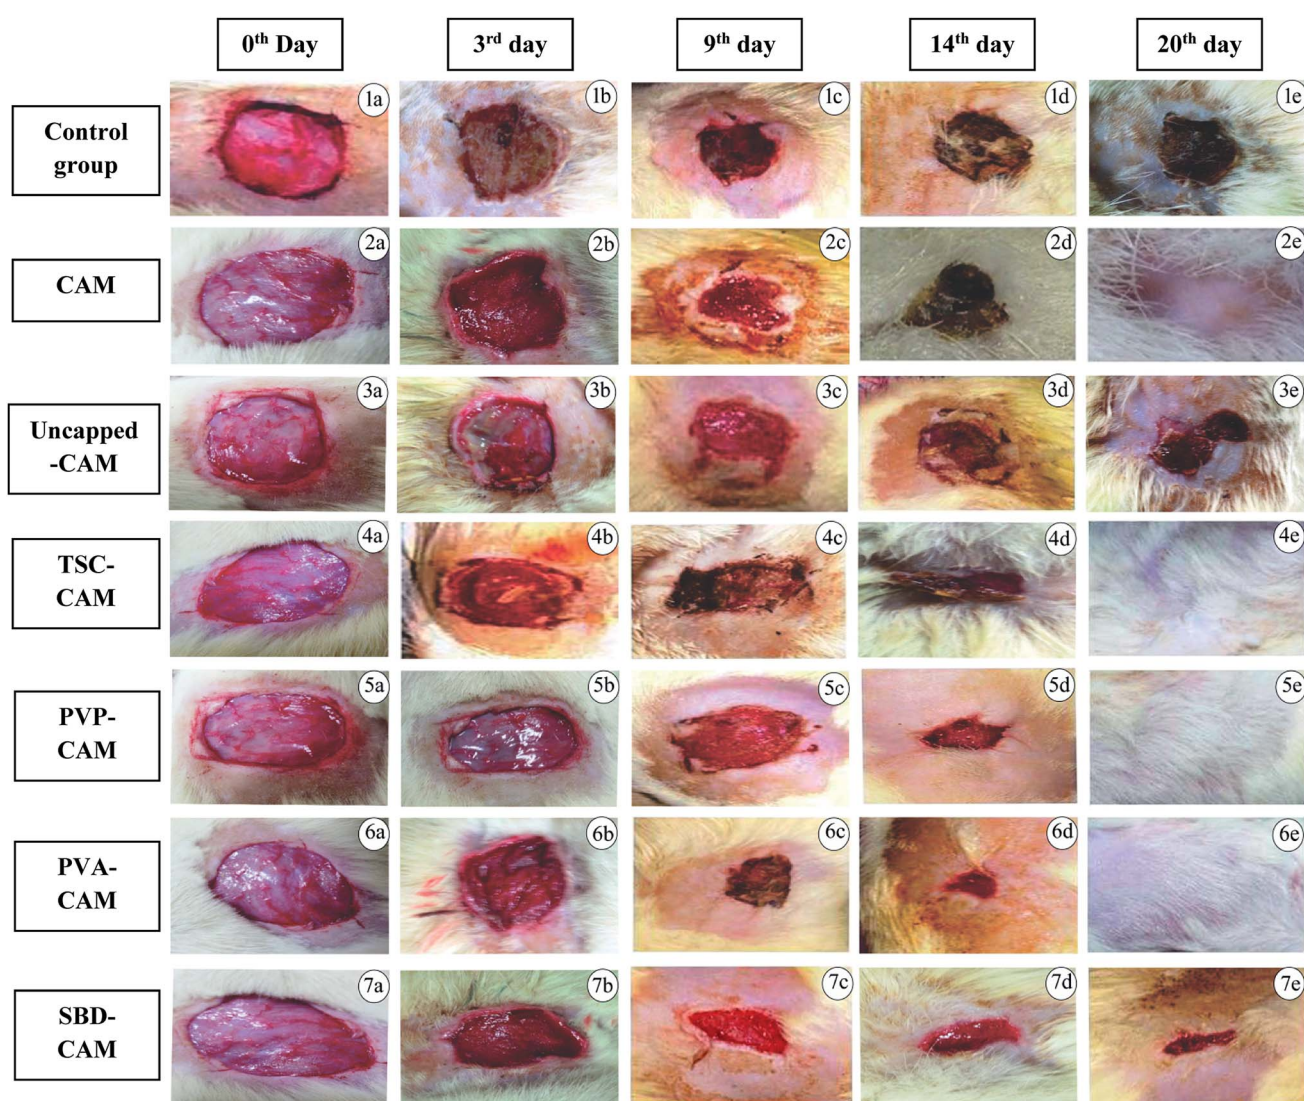 0th Day 3rd day 9th day 14th day 20th day
Control
group
1a 1b 1c 1d 1e
CAM
2a 2b 2c 2d 2e
Uncapped
-CAM
3a 3b 3c 3d 3e
TSC-
CAM
4a 4b 4c 4d 4e
PVP-
CAM
5a 5b 5c 5d 5e
PVA-
CAM
6a 6b 6c 6d 6e
SBD-
CAM
7a 7b 7c 7d 7e